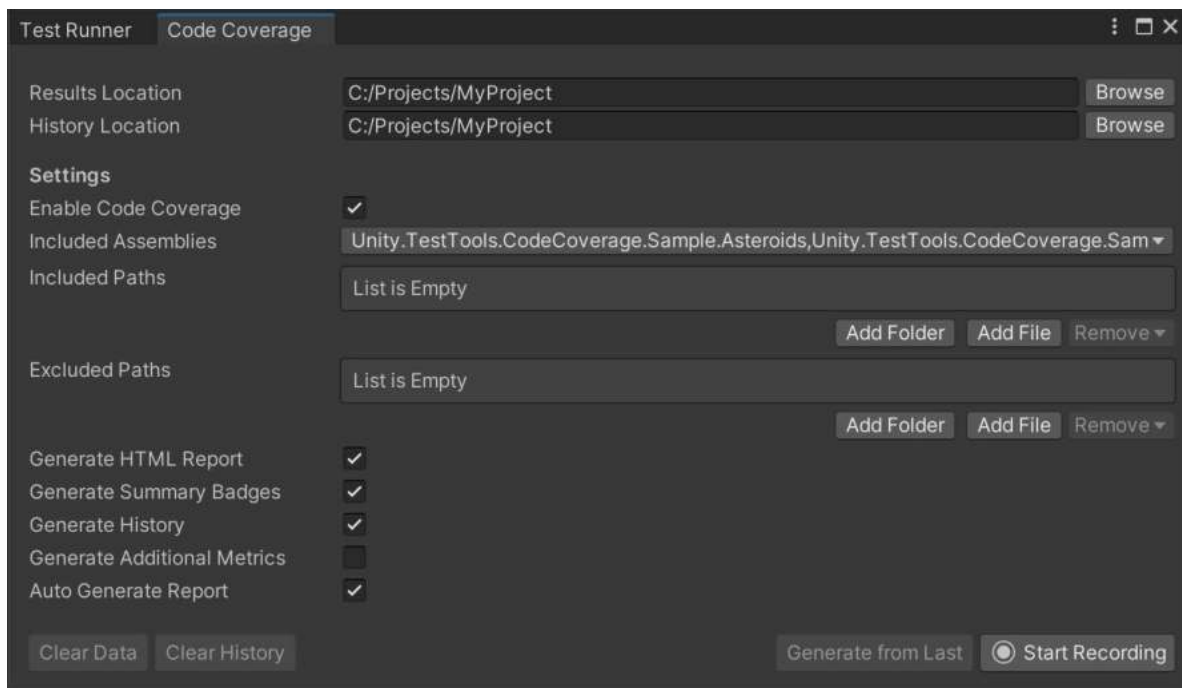 Test Runner Code Coverage
Results Location C:/Projects/MyProject Browse
History Location C:/Projects/MyProject Browse
Settings
Enable Code Coverage
Included Assemblies Unity.TestTools.CodeCoverage.Sample.Asteroids,Unity.TestTools.CodeCoverage.Sam
Included Paths
List is Empty
Add Folder Add File Remove
Excluded Paths
List is Empty
Add Folder Add File Remove
Generate HTML Report
Generate Summary Badges
Generate History
Generate Additional Metrics
Auto Generate Report
Clear Data Clear History Generate from Last Start Recording